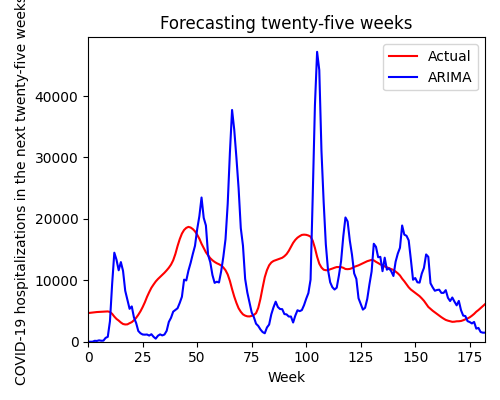 Forecasting twenty-five weeks
COVID-19 hospitalizations in the next twenty-five weeks
Actual
ARIMA
40000
30000
20000
10000
0
0 25 50 75 100 125 150 175
Week